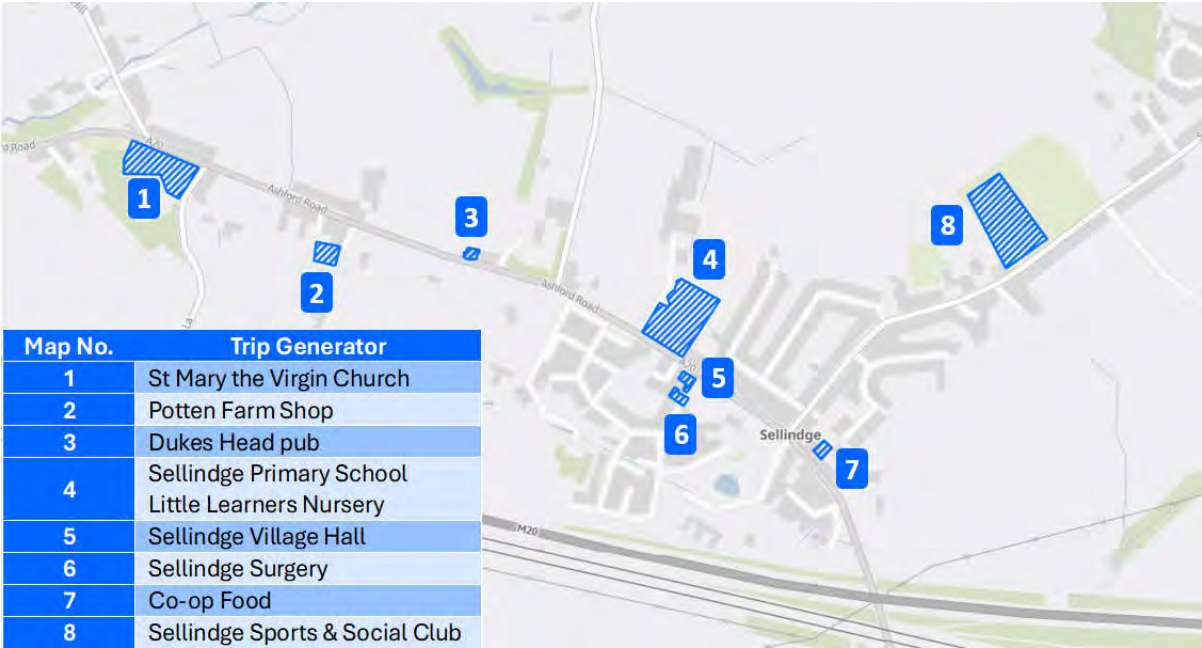 Hill
A20
d Road
Ashford Road
1
3
8
2
4
Ashford Road
La
A20
5
6
Sellindge
7
M20
Map No. Trip Generator
1 St Mary the Virgin Church
2 Potten Farm Shop
3 Dukes Head pub
4 Sellindge Primary School
Little Learners Nursery
5 Sellindge Village Hall
6 Sellindge Surgery
7 Co-op Food
8 Sellindge Sports & Social Club